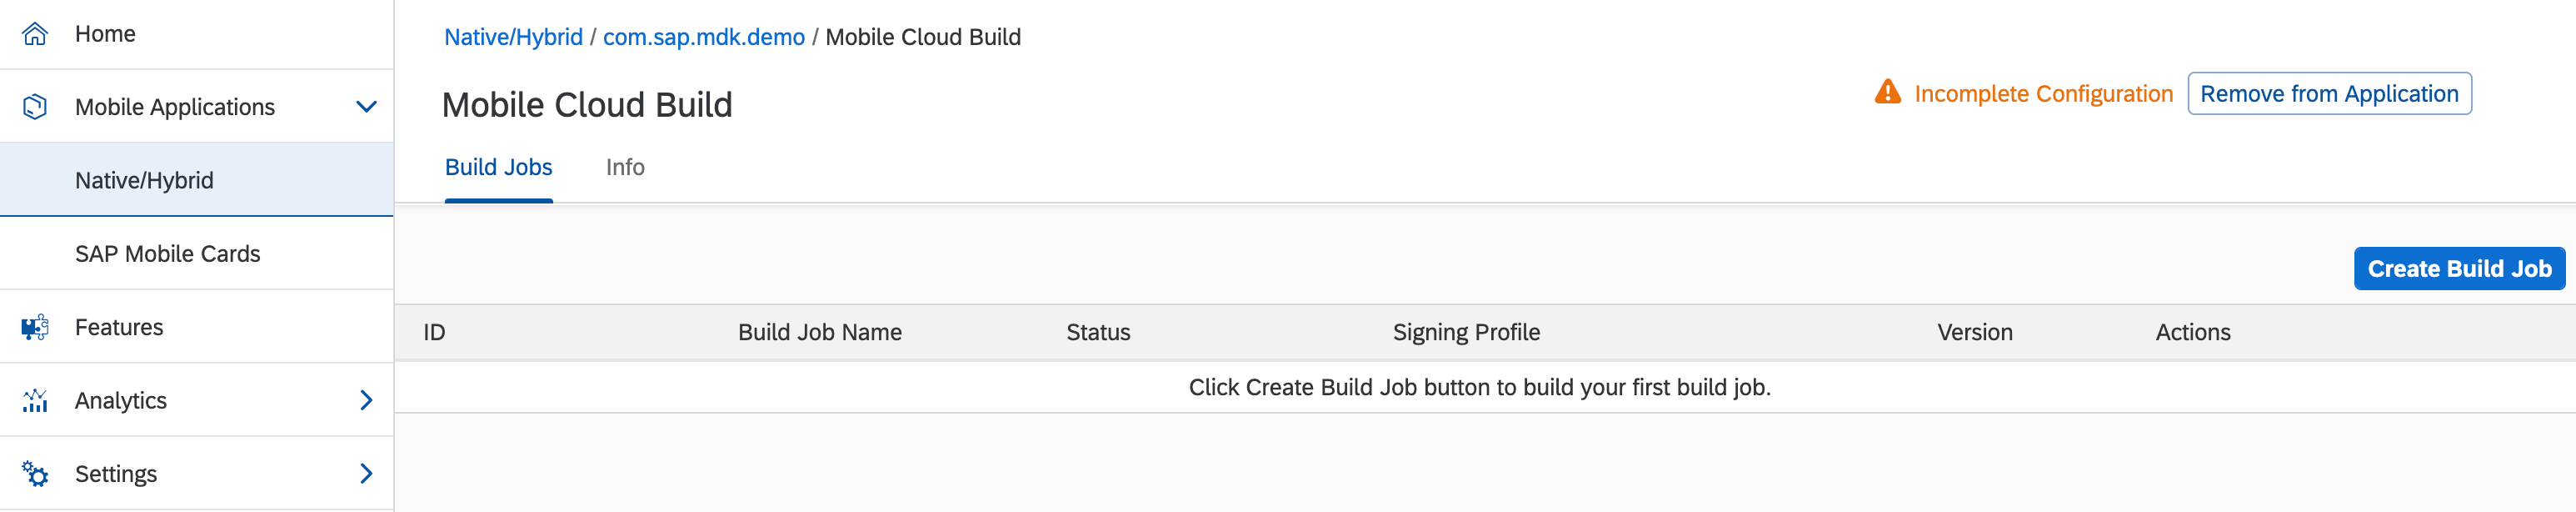 Home
Mobile Applications
Native/Hybrid
SAP Mobile Cards
Features
Analytics
Settings
Native/Hybrid / com.sap.mdk.demo / Mobile Cloud Build
Mobile Cloud Build
Incomplete Configuration Remove from Application
Build Jobs Info
Create Build Job
ID Build Job Name Status Signing Profile Version Actions
Click Create Build Job button to build your first build job.